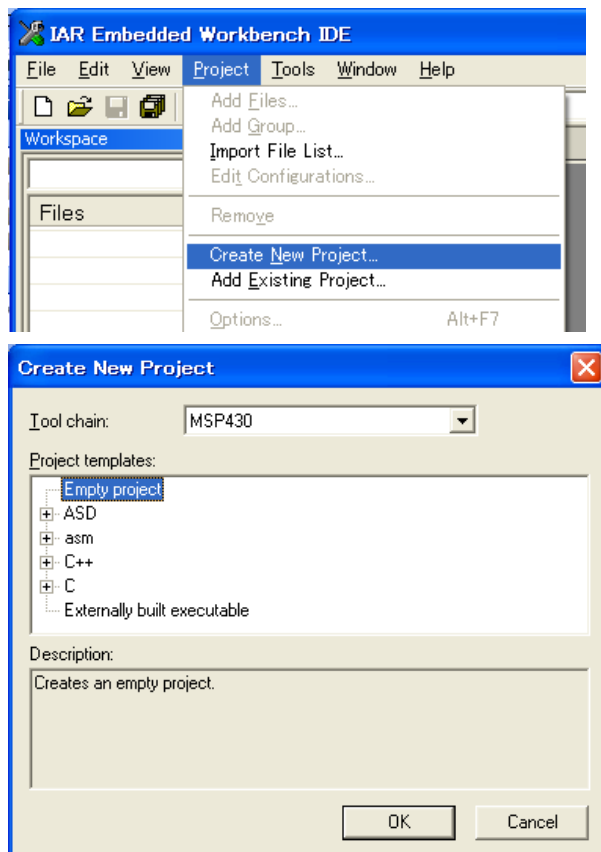 IAR Embedded Workbench IDE
File Edit View Project Tools Window Help
Add Files...
Add Group...
Workspace
Import File List...
Edit Configurations...
Files
Remove
Create New Project...
Add Existing Project...
Options... Alt+F7
Create New Project
Tool chain: MSP430
Project templates:
Empty project
ASD
asm
C++
C
Externally built executable
Description:
Creates an empty project.
OK Cancel